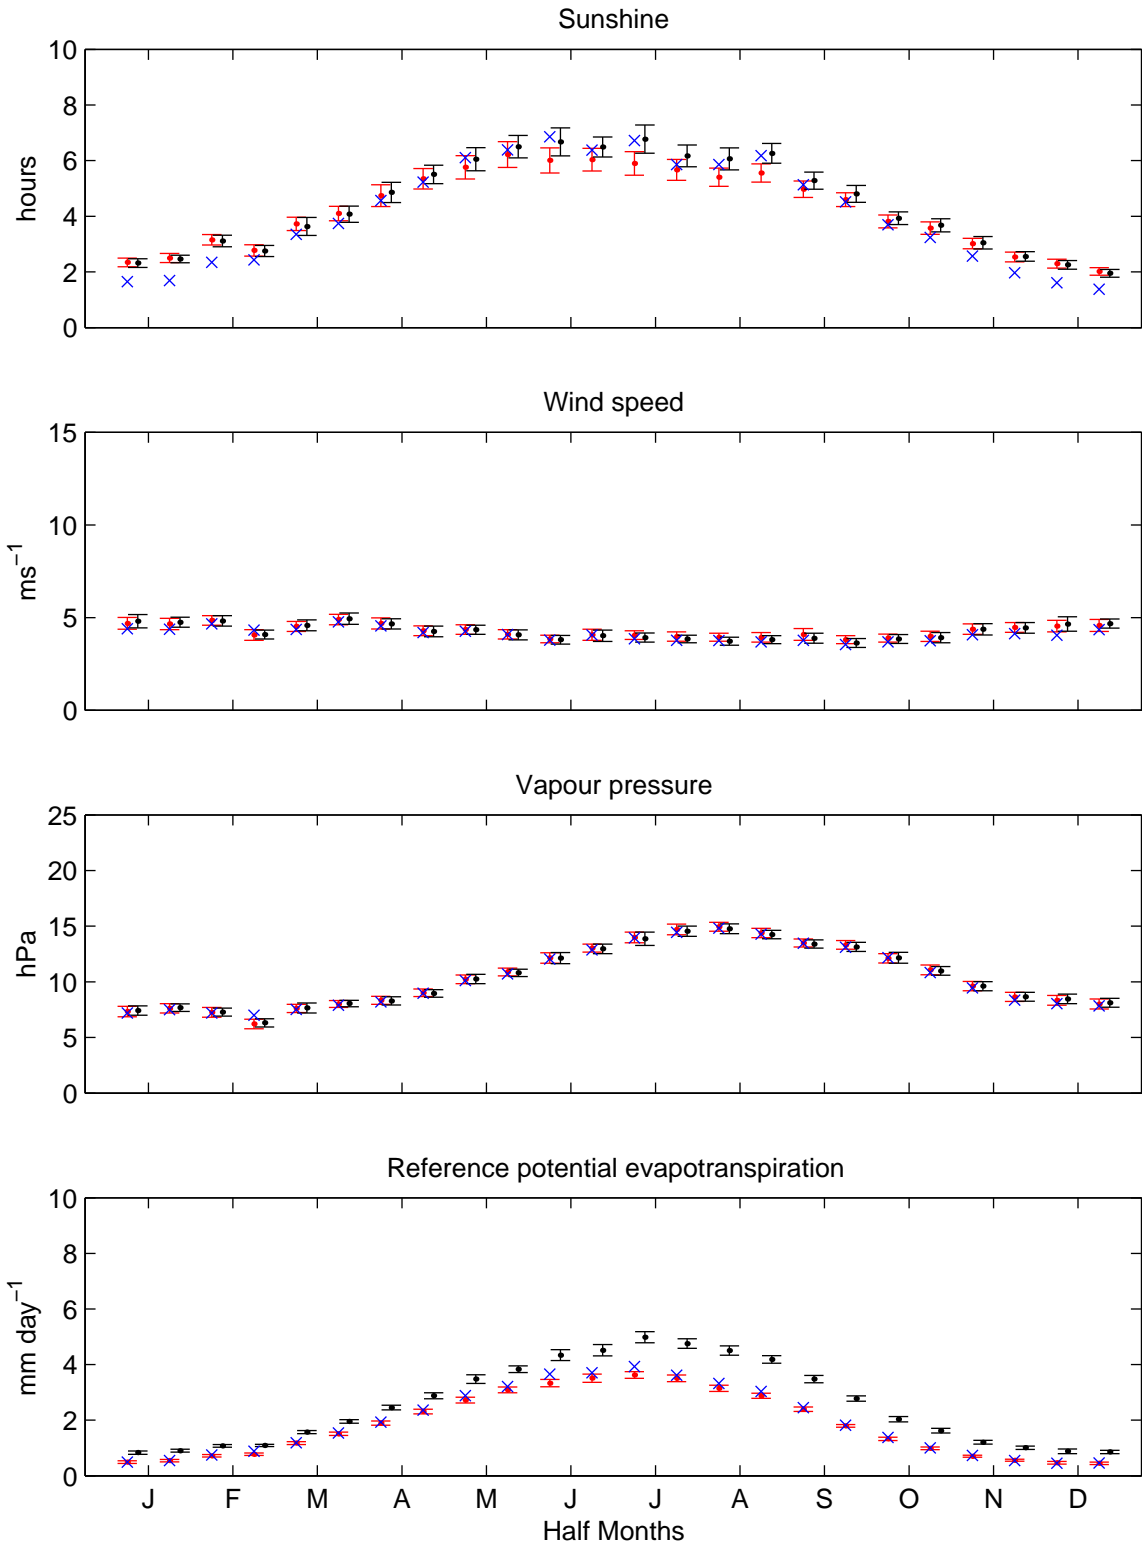 Sunshine
10
8
6
4
2
0
hours
Wind speed
15
10
5
0
ms⁻¹
Vapour pressure
25
20
15
10
5
0
hPa
Reference potential evapotranspiration
10
8
6
4
2
0
mm day⁻¹
J F M A M J J A S O N D
Half Months